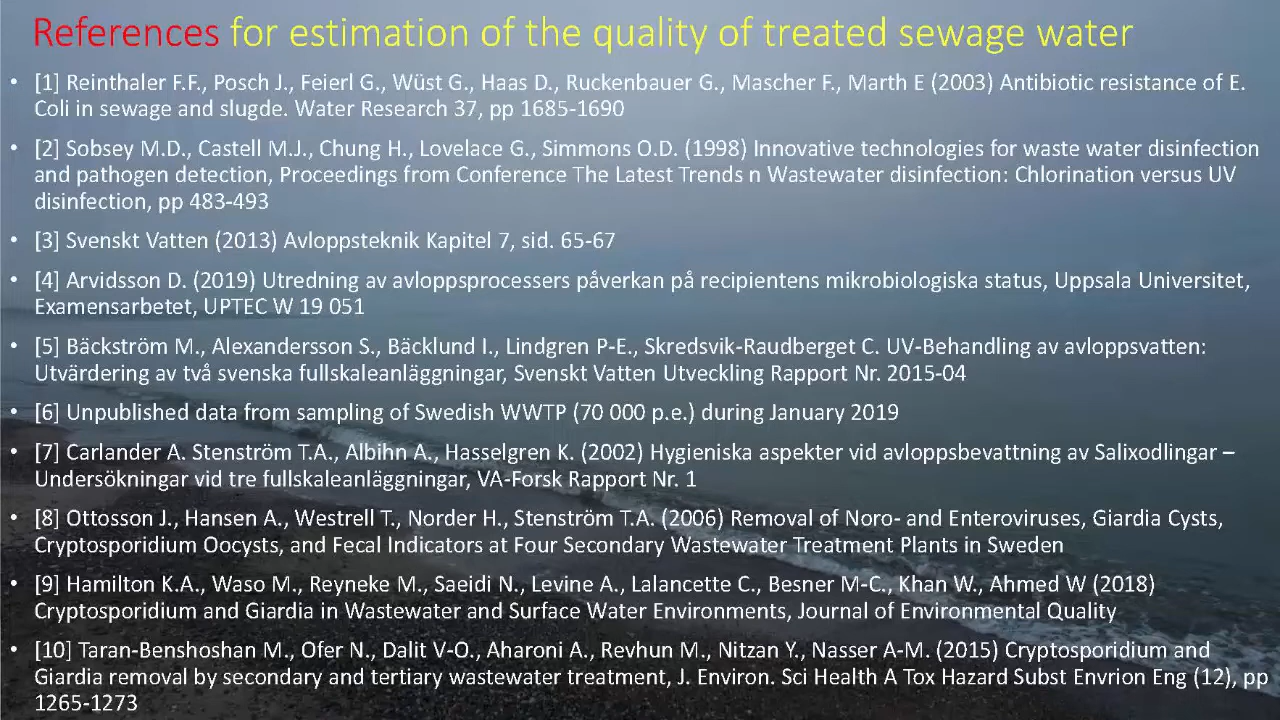 References for estimation of the quality of treated sewage water
• [1] Reinthaler F.F., Posch J., Feierl G., Wüst G., Haas D., Ruckenbauer G., Mascher F., Marth E (2003) Antibiotic resistance of E.
Coli in sewage and slugde. Water Research 37, pp 1685-1690
• [2] Sobsey M.D., Castell M.J., Chung H., Lovelace G., Simmons O.D. (1998) Innovative technologies for waste water disinfection
and pathogen detection, Proceedings from Conference The Latest Trends n Wastewater disinfection: Chlorination versus UV
disinfection, pp 483-493
• [3] Svenskt Vatten (2013) Avloppsteknik Kapitel 7, sid. 65-67
• [4] Arvidsson D. (2019) Utredning av avloppsprocessers påverkan på recipientens mikrobiologiska status, Uppsala Universitet,
Examensarbetet, UPTEC W 19 051
• [5] Bäckström M., Alexandersson S., Bäcklund I., Lindgren P-E., Skredsvik-Raudberget C. UV-Behandling av avloppsvatten:
Utvärdering av två svenska fullskaleanläggningar, Svenskt Vatten Utveckling Rapport Nr. 2015-04
• [6] Unpublished data from sampling of Swedish WWTP (70 000 p.e.) during January 2019
• [7] Carlander A. Stenström T.A., Albihn A., Hasselgren K. (2002) Hygieniska aspekter vid avloppsbevattning av Salixodlingar –
Undersökningar vid tre fullskaleanläggningar, VA-Forsk Rapport Nr. 1
• [8] Ottosson J., Hansen A., Westrell T., Norder H., Stenström T.A. (2006) Removal of Noro- and Enteroviruses, Giardia Cysts,
Cryptosporidium Oocysts, and Fecal Indicators at Four Secondary Wastewater Treatment Plants in Sweden
• [9] Hamilton K.A., Waso M., Reyneke M., Saeidi N., Levine A., Lalancette C., Besner M-C., Khan W., Ahmed W (2018)
Cryptosporidium and Giardia in Wastewater and Surface Water Environments, Journal of Environmental Quality
• [10] Taran-Benshoshan M., Ofer N., Dalit V-O., Aharoni A., Revhun M., Nitzan Y., Nasser A-M. (2015) Cryptosporidium and
Giardia removal by secondary and tertiary wastewater treatment, J. Environ. Sci Health A Tox Hazard Subst Envrion Eng (12), pp
1265-1273